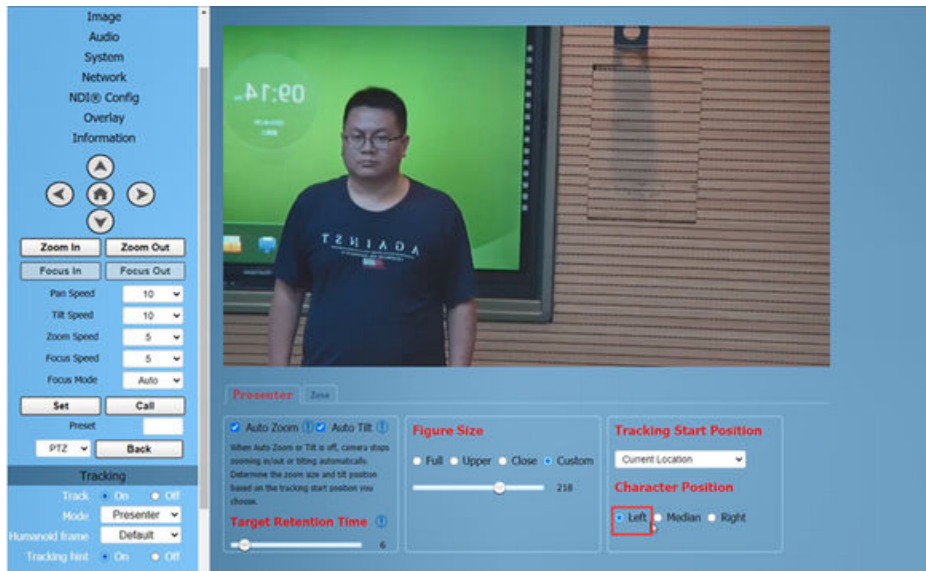 Image
Audio
System
Network
NDI® Config
Overlay
Information
Zoom In Zoom Out
Focus In Focus Out
Pan Speed 10
Tilt Speed 10
Zoom Speed 5
Focus Speed 5
Focus Mode Auto
Set Call
Preset
PTZ Back
Tracking
Track On Off
Mode Presenter
Humanoid frame Default
Tracking hint On Off
09:14
AGAINST
Presenter Zone
Auto Zoom Auto Tilt
When Auto Zoom or Tilt is off, camera stops
zooming in/out or tilting automatically.
Determine the zoom size and tilt position
based on the tracking start position you
choose.
Target Retention Time
6
Figure Size
Full Upper Close Custom
218
Tracking Start Position
Current Location
Character Position
Left Median Right